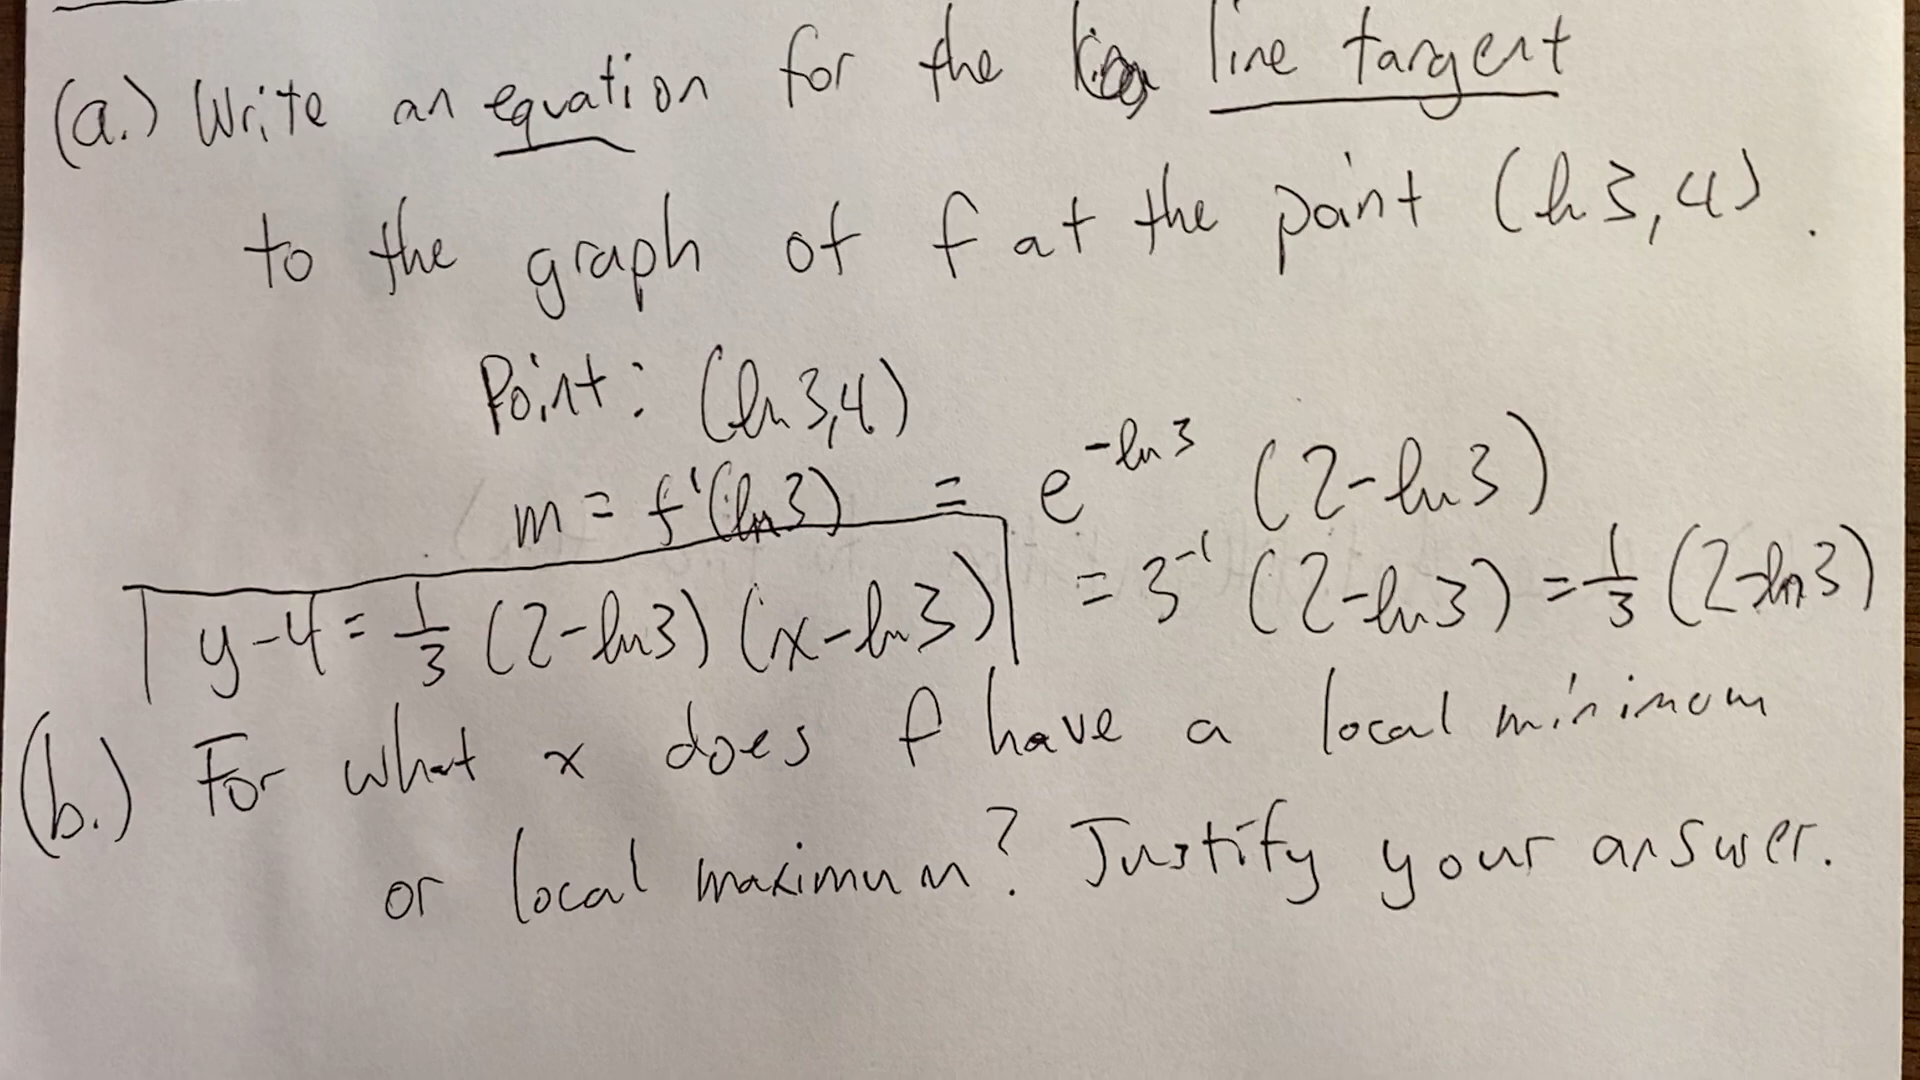 (a.) Write an equation for the line tangent
to the graph of f at the point (ln 3, 4).
Point: (ln 3, 4)
m = f'(ln 3) = e^{-ln 3} (2 - ln 3)
= 3^{-1} (2 - ln 3) = 1/3 (2 - ln 3)
y - 4 = 1/3 (2 - ln 3) (x - ln 3)
(b.) For what x does f have a local minimum
or local maximum? Justify your answer.